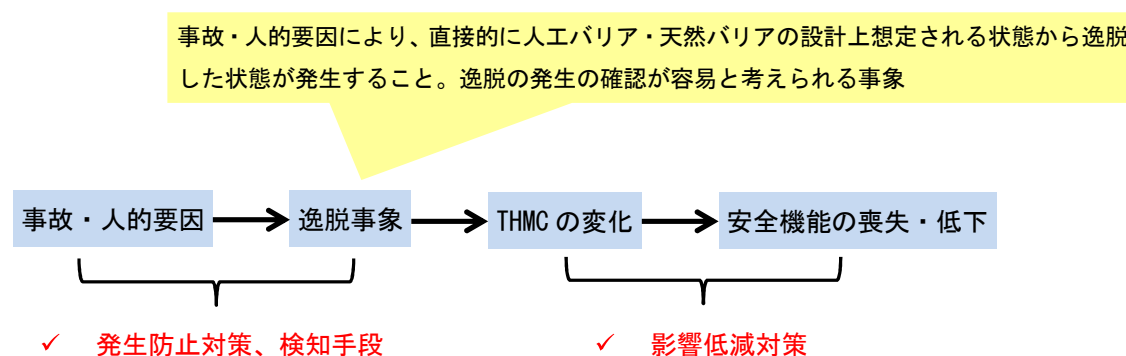 事故・人的要因により、直接的に人工バリア・天然バリアの設計上想定される状態から逸脱
した状態が発生すること。逸脱の発生の確認が容易と考えられる事象
事故・人的要因
逸脱事象
THMC の変化
安全機能の喪失・低下
✓ 発生防止対策、検知手段
✓ 影響低減対策